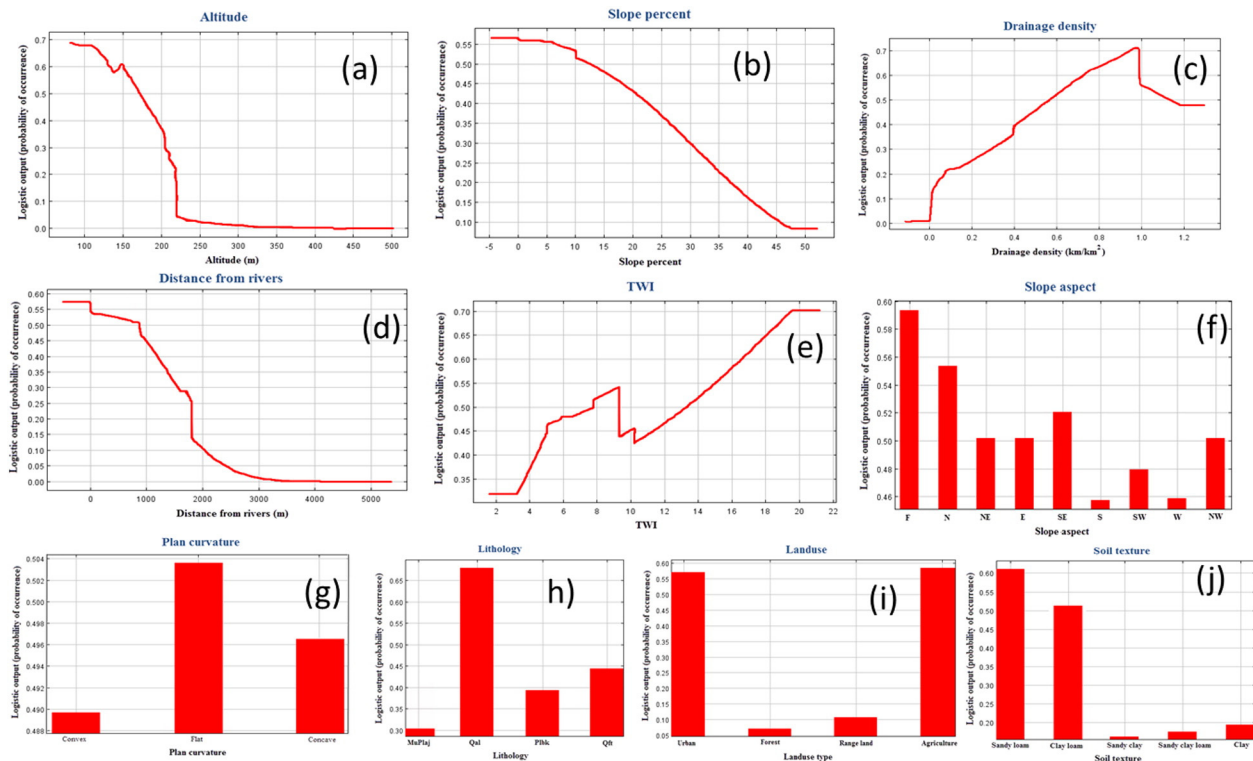 Altitude
Logistic output (probability of occurrence)
0.7
0.6
0.5
0.4
0.3
0.2
0.1
0.0
100 150 200 250 300 350 400 450 500
Altitude (m)
(a)
Slope percent
Logistic output (probability of occurrence)
0.55
0.50
0.45
0.40
0.35
0.30
0.25
0.20
0.15
0.10
-5 0 5 10 15 20 25 30 35 40 45 50
Slope percent
(b)
Drainage density
Logistic output (probability of occurrence)
0.7
0.6
0.5
0.4
0.3
0.2
0.1
0.0
0.0 0.2 0.4 0.6 0.8 1.0 1.2
Drainage density (km/km²)
(c)
Distance from rivers
Logistic output (probability of occurrence)
0.60
0.55
0.50
0.45
0.40
0.35
0.30
0.25
0.20
0.15
0.10
0.05
0.00
0 1000 2000 3000 4000 5000
Distance from rivers (m)
(d)
TWI
Logistic output (probability of occurrence)
0.70
0.65
0.60
0.55
0.50
0.45
0.40
0.35
2 4 6 8 10 12 14 16 18 20 22
TWI
(e)
Slope aspect
Logistic output (probability of occurrence)
0.60
0.58
0.56
0.54
0.52
0.50
0.48
0.46
F N NE E SE S SW W NW
Slope aspect
(f)
Plan curvature
Logistic output (probability of occurrence)
0.504
0.502
0.500
0.498
0.496
0.494
0.492
0.490
0.488
Convex Flat Concave
Plan curvature
(g)
Lithology
Logistic output (probability of occurrence)
0.65
0.60
0.55
0.50
0.45
0.40
0.35
0.30
MuPlaj Qal Plbk Qft
Lithology
h)
Landuse
Logistic output (probability of occurrence)
0.60
0.55
0.50
0.45
0.40
0.35
0.30
0.25
0.20
0.15
0.10
0.05
Urban Forest Range land Agriculture
Landuse type
(i)
Soil texture
Logistic output (probability of occurrence)
0.60
0.55
0.50
0.45
0.40
0.35
0.30
0.25
0.20
Sandy loam Clay loam Sandy clay Sandy clay loam Clay
Soil texture
(j)